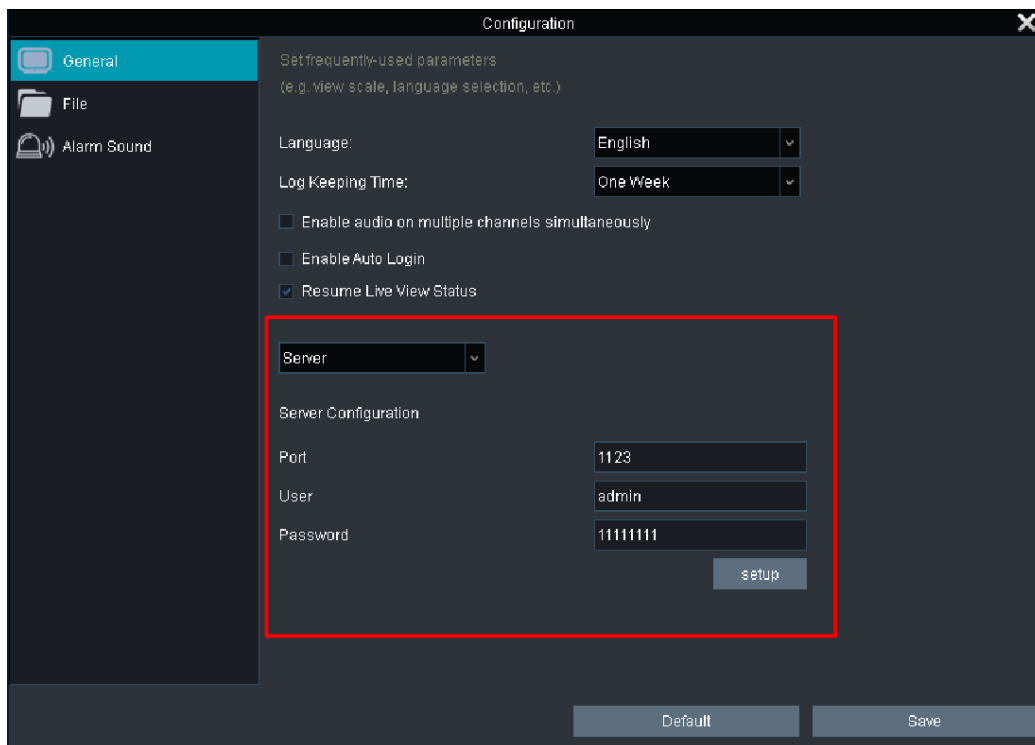 Configuration
General
File
Alarm Sound
Set frequently-used parameters
(e.g. view scale, language selection, etc.)
Language: English
Log Keeping Time: One Week
Enable audio on multiple channels simultaneously
Enable Auto Login
Resume Live View Status
Server
Server Configuration
Port 1123
User admin
Password 11111111
setup
Default Save